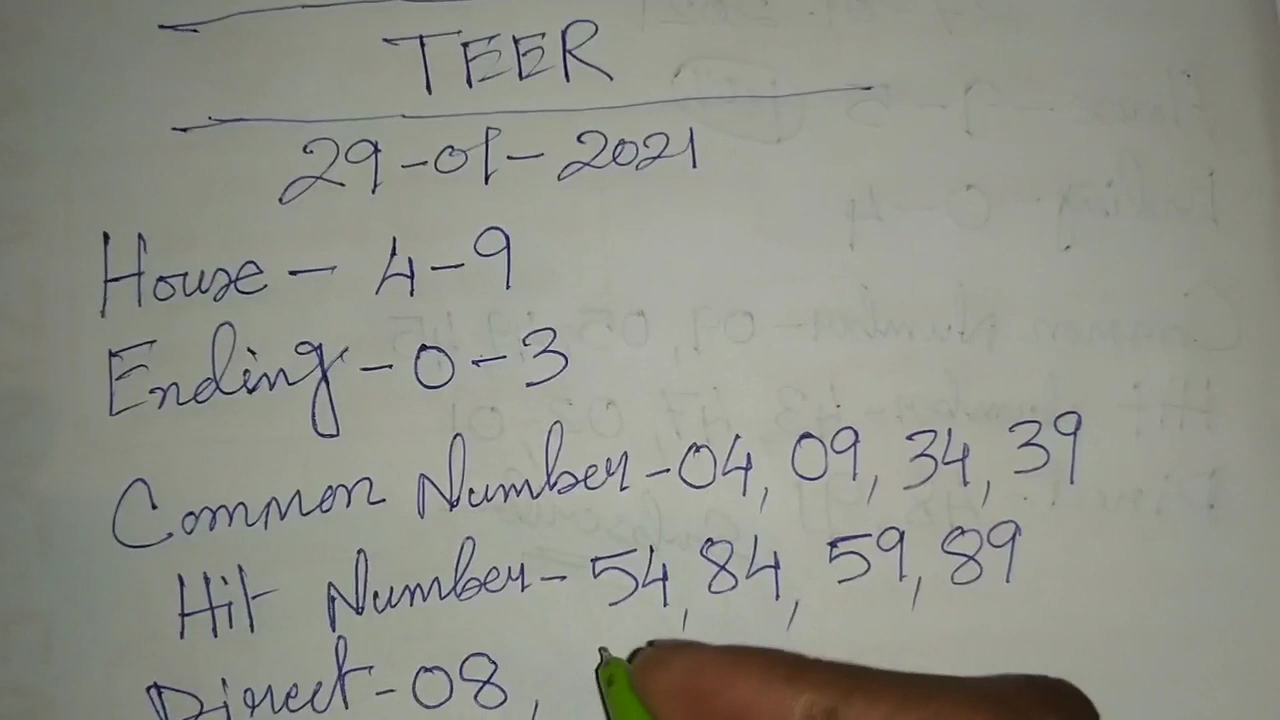 TEER
29-01-2021
House - 4-9
Ending - 0-3
Common Number - 04, 09, 34, 39
Hit Number - 54, 84, 59, 89
Direct - 08,